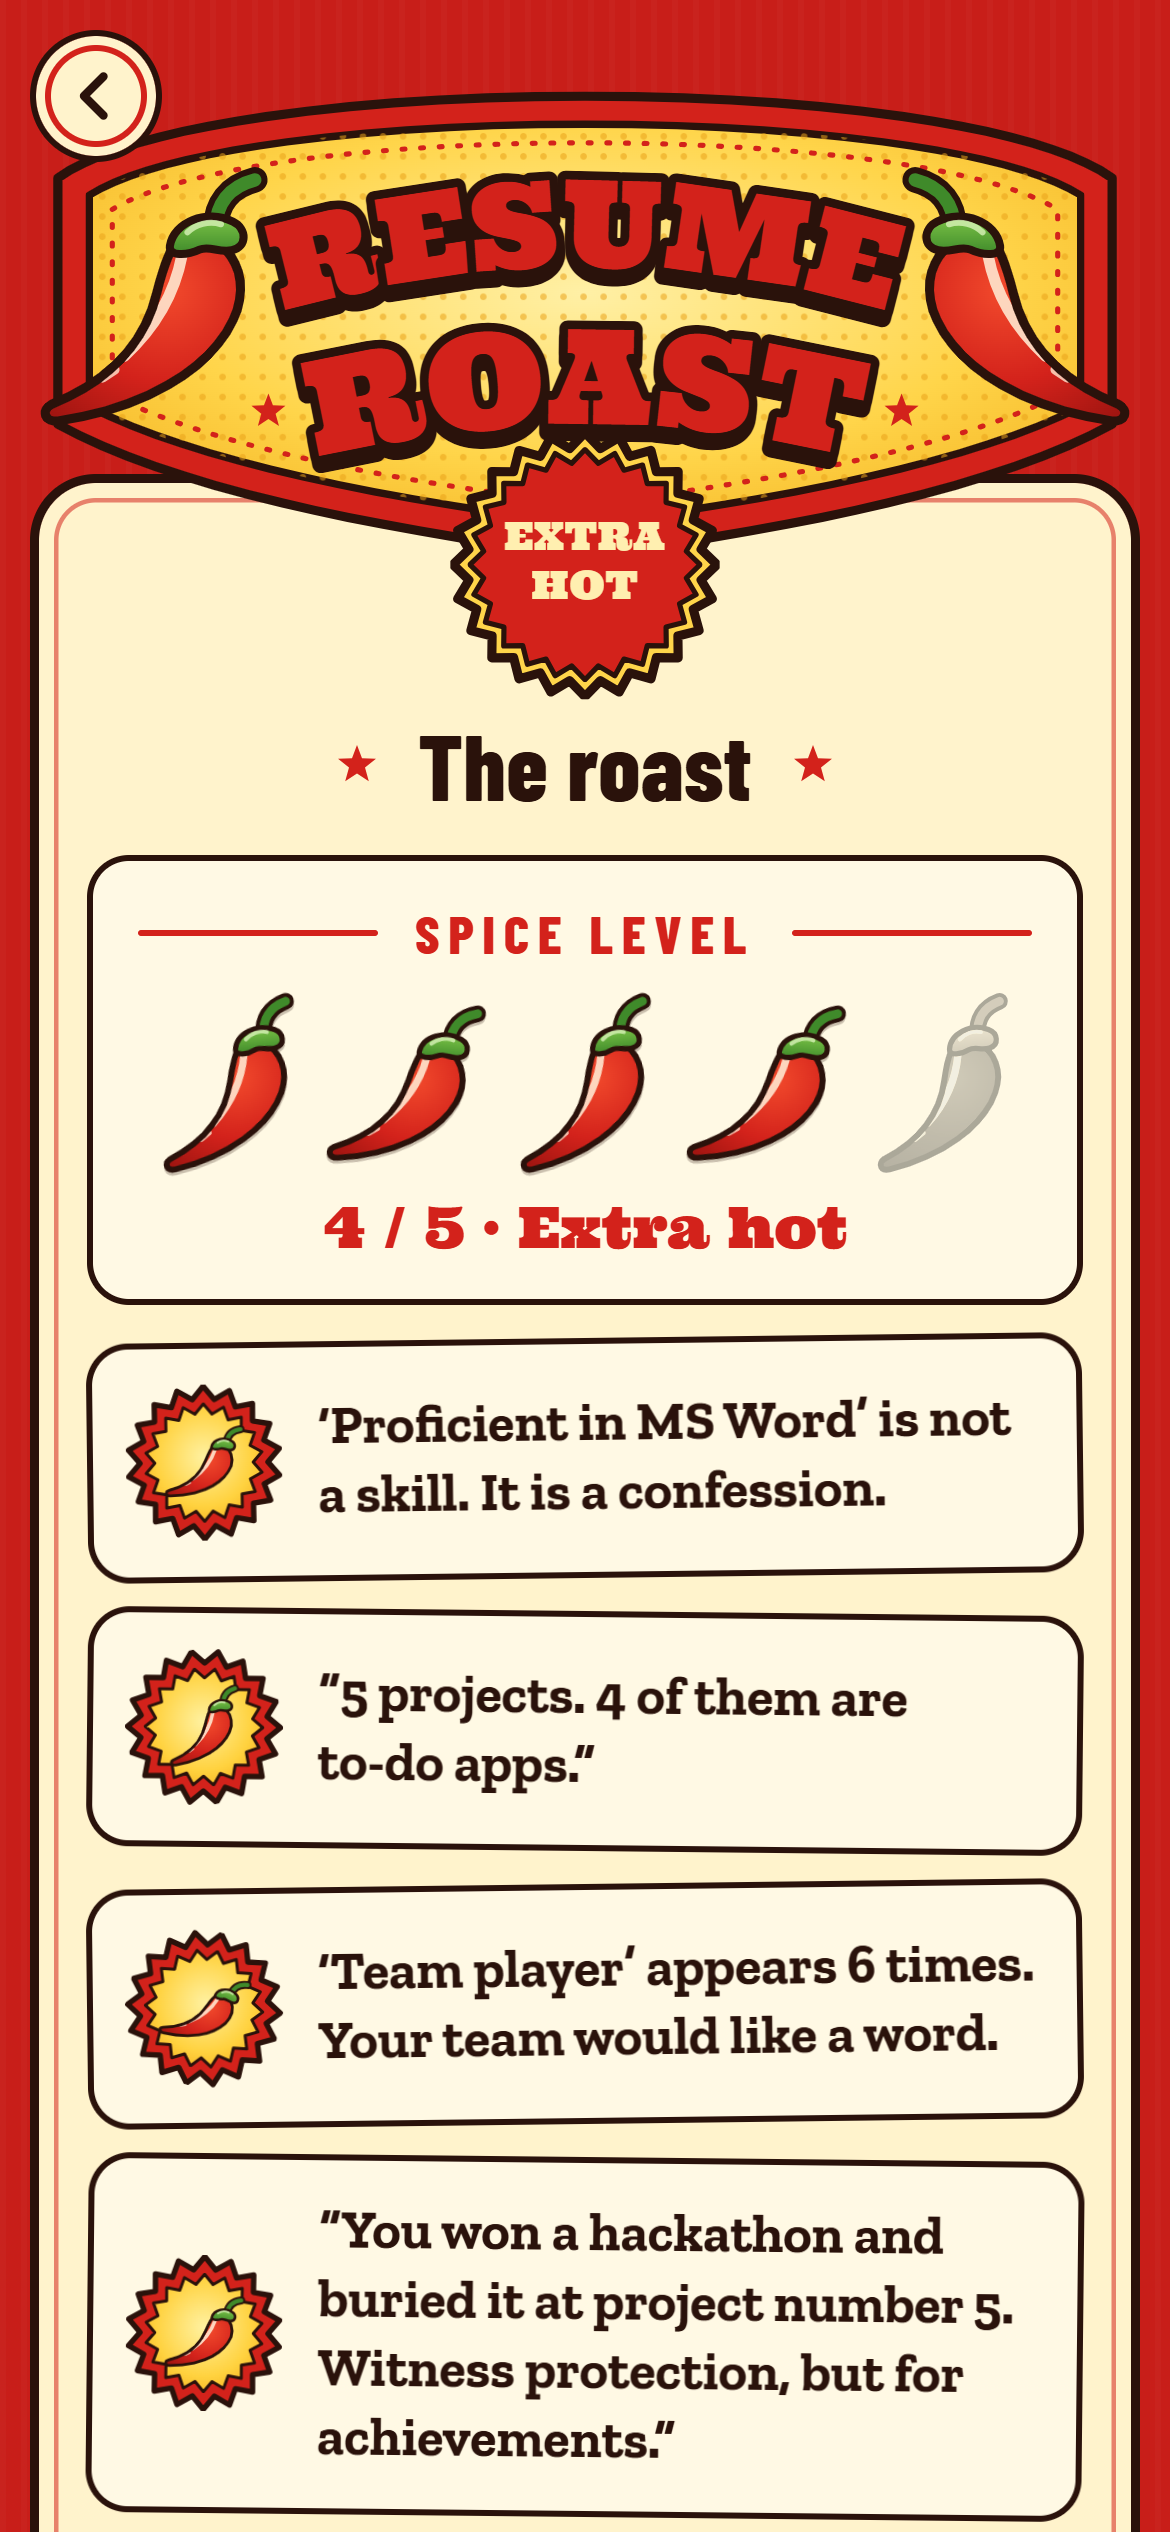 RESUME
ROAST
EXTRA
HOT
The roast
SPICE LEVEL
4 / 5 • Extra hot
'Proficient in MS Word' is not
a skill. It is a confession.
"5 projects. 4 of them are
to-do apps."
'Team player' appears 6 times.
Your team would like a word.
"You won a hackathon and
buried it at project number 5.
Witness protection, but for
achievements."